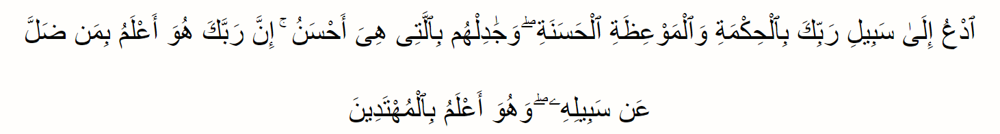 ٱدْعُ إِلَىٰ سَبِيلِ رَبِّكَ بِٱلْحِكْمَةِ وَٱلْمَوْعِظَةِ ٱلْحَسَنَةِ ۖ وَجَٰدِلْهُم بِٱلَّتِى هِىَ أَحْسَنُ ۚ إِنَّ رَبَّكَ هُوَ أَعْلَمُ بِمَن ضَلَّ
عَن سَبِيلِهِۦ ۖ وَهُوَ أَعْلَمُ بِٱلْمُهْتَدِينَ